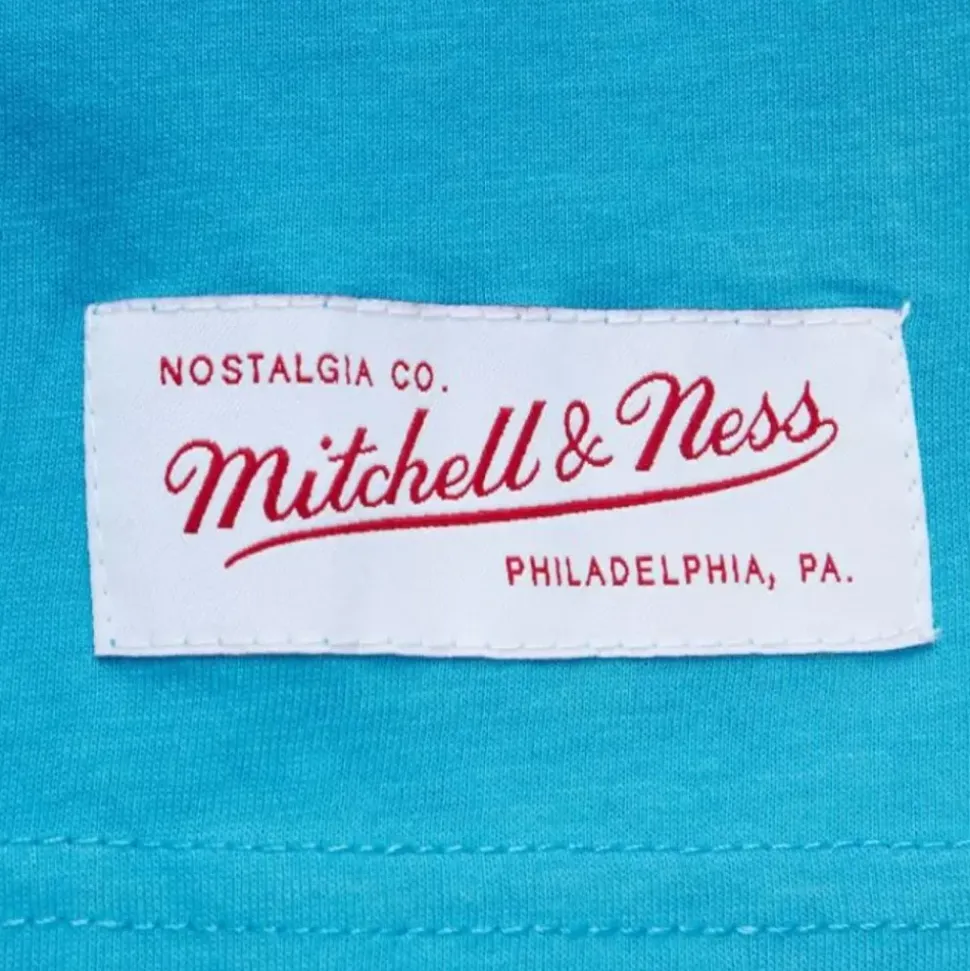 NOSTALGIA CO.
Mitchell & Ness
PHILADELPHIA, PA.